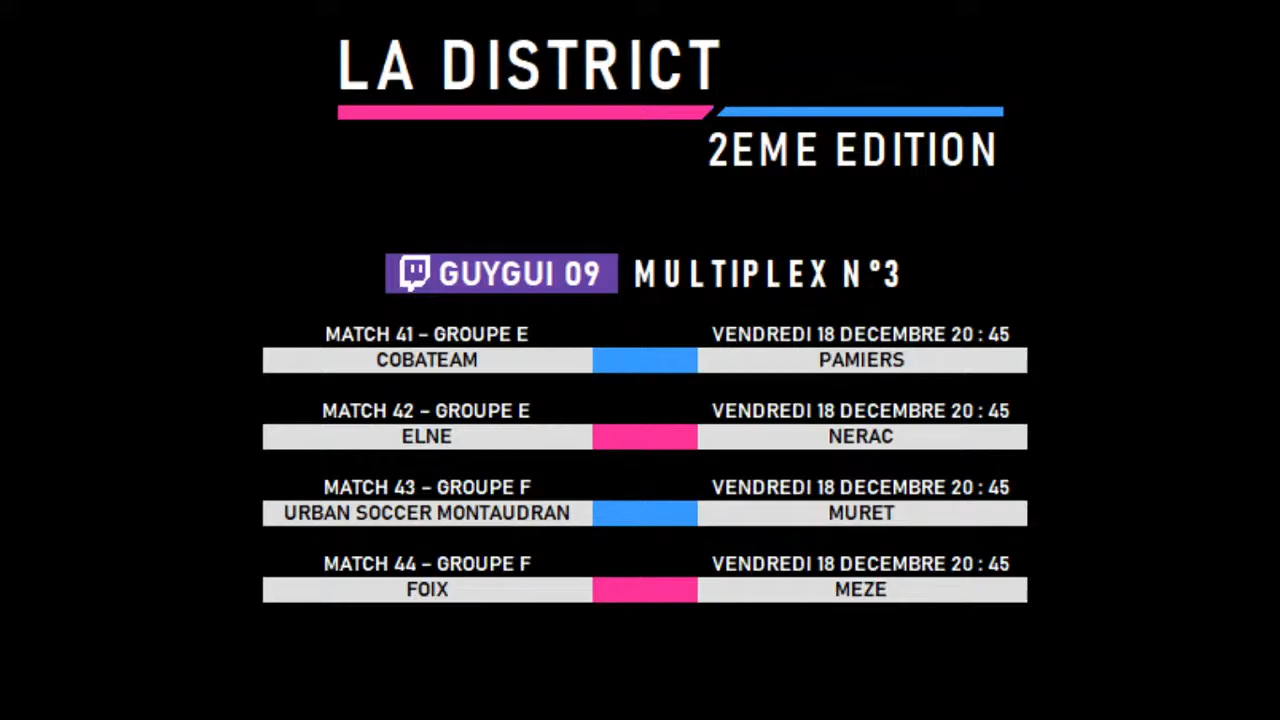 LA DISTRICT
2EME EDITION
GUYGUI 09 MULTIPLEX N°3
MATCH 41 – GROUPE E VENDREDI 18 DECEMBRE 20 : 45
COBATEAM PAMIERS
MATCH 42 – GROUPE E VENDREDI 18 DECEMBRE 20 : 45
ELNE NERAC
MATCH 43 – GROUPE F VENDREDI 18 DECEMBRE 20 : 45
URBAN SOCCER MONTAUDRAN MURET
MATCH 44 – GROUPE F VENDREDI 18 DECEMBRE 20 : 45
FOIX MEZE